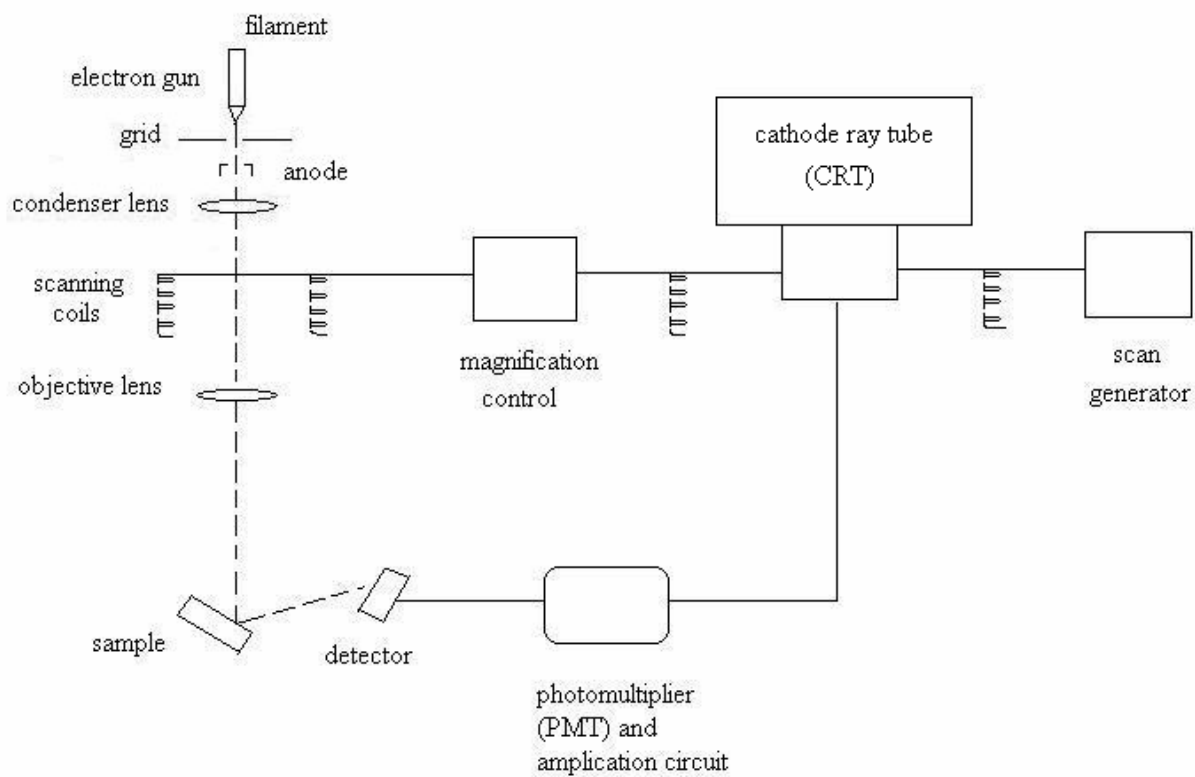 filament
electron gun
grid
anode
condenser lens
cathode ray tube
(CRT)
scanning
coils
magnification
control
scan
generator
objective lens
sample
detector
photomultiplier
(PMT) and
amplication circuit